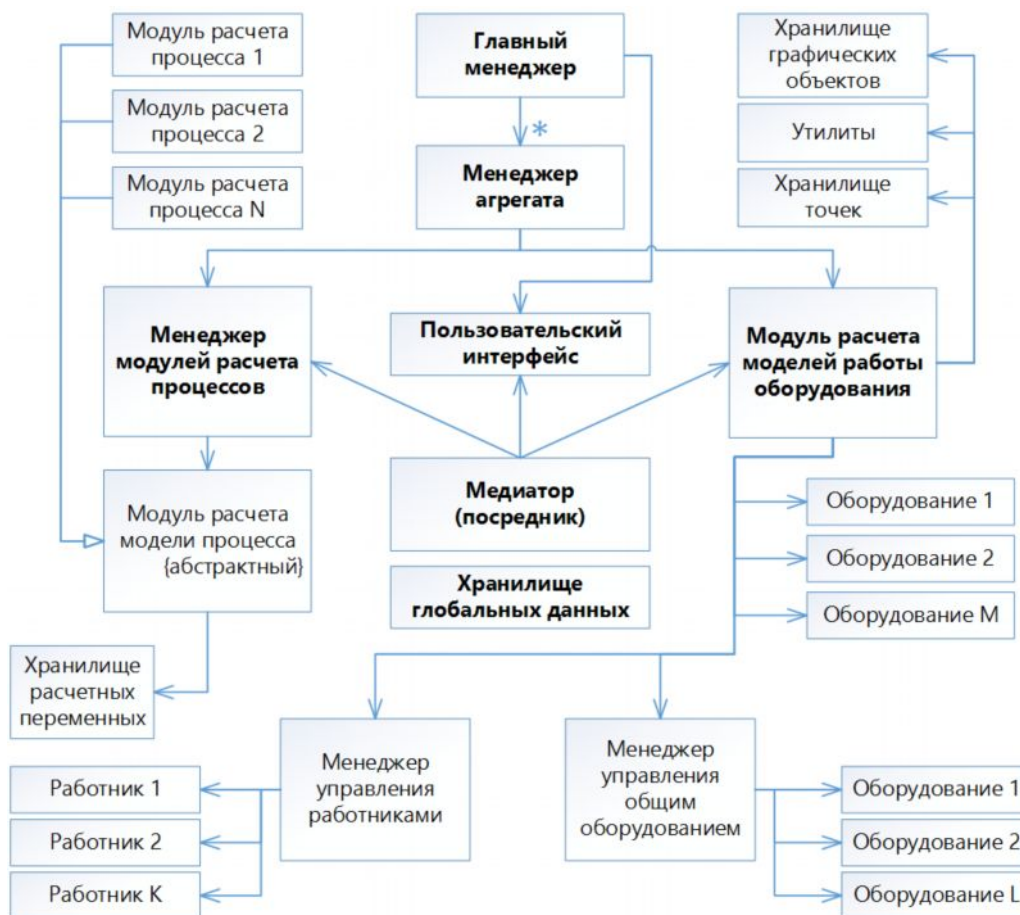 Модуль расчета
процесса 1
Главный
менеджер
Хранилище
графических
объектов
Модуль расчета
процесса 2
*
Утилиты
Модуль расчета
процесса N
Менеджер
агрегата
Хранилище
точек
Менеджер
модулей расчета
процессов
Пользовательский
интерфейс
Модуль расчета
моделей работы
оборудования
Модуль расчета
модели процесса
{абстрактный}
Медиатор
(посредник)
Оборудование 1
Оборудование 2
Оборудование M
Хранилище
глобальных данных
Хранилище
расчетных
переменных
Менеджер
управления
работниками
Менеджер
управления
общим
оборудованием
Работник 1
Работник 2
Работник K
Оборудование 1
Оборудование 2
Оборудование L